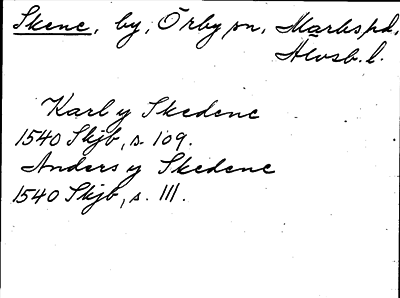 Skene, by, Örby sn, Marks hd,
Älvsb. l.
Karl y Skedene
1540 Skjb, s. 109.
Anders y Skedene
1540 Skjb, s. 111.